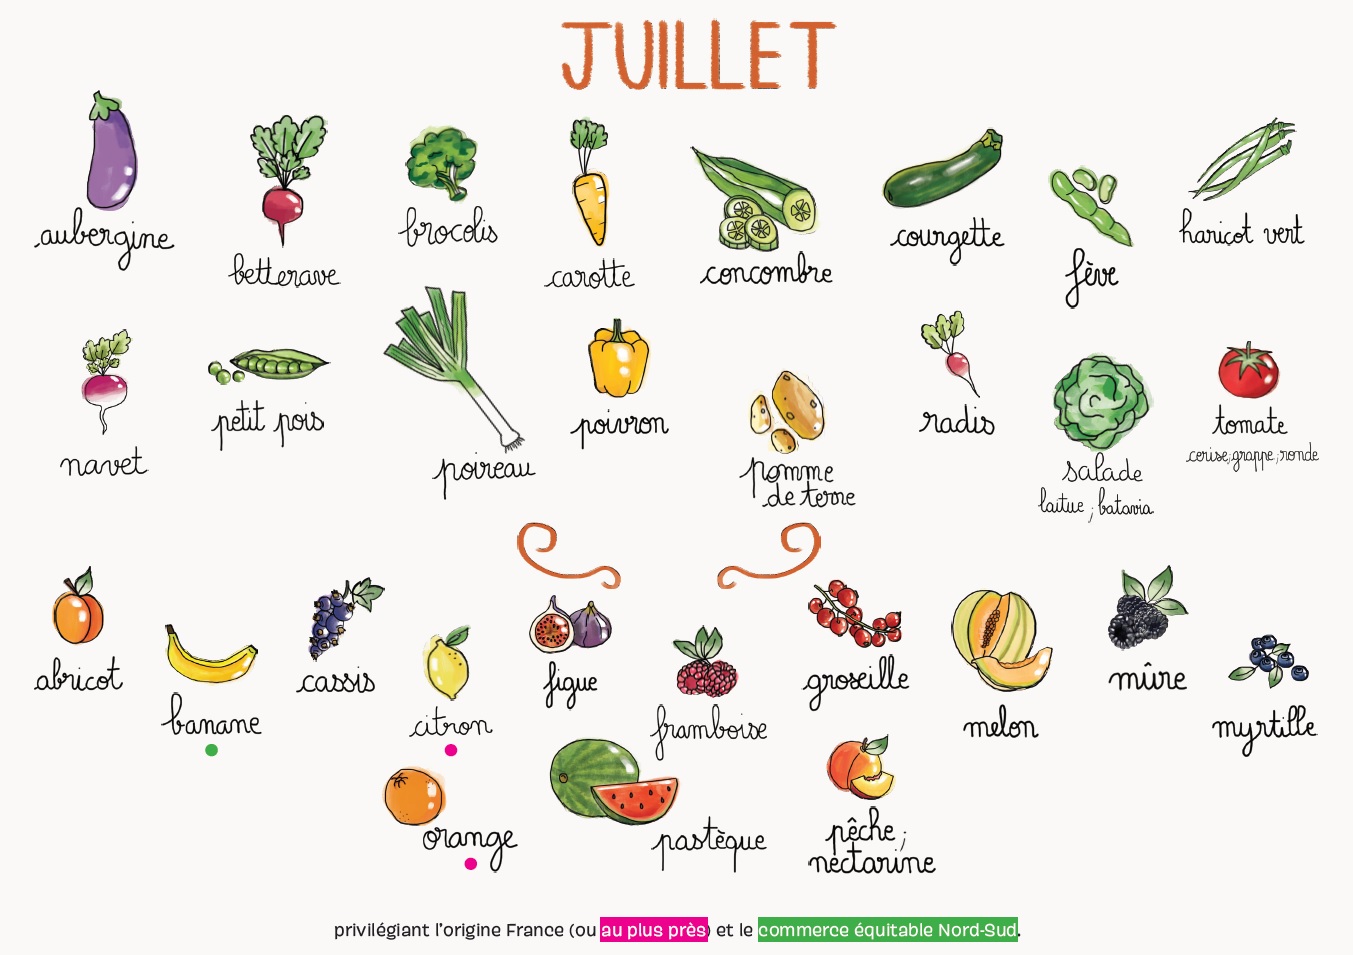 JUILLET
aubergine
betterave
brocolis
carotte
concombre
courgette
fève
haricot vert
navet
petit pois
poireau
poivron
pomme
de terre
radis
salade
laitue ; batavia
tomate
cerise ; grappe ; ronde
abricot
banane
cassis
citron
figue
framboise
groseille
melon
mûre
myrtille
orange
pastèque
pêche ;
nectarine
privilégiant l'origine France (ou au plus près) et le commerce équitable Nord-Sud.